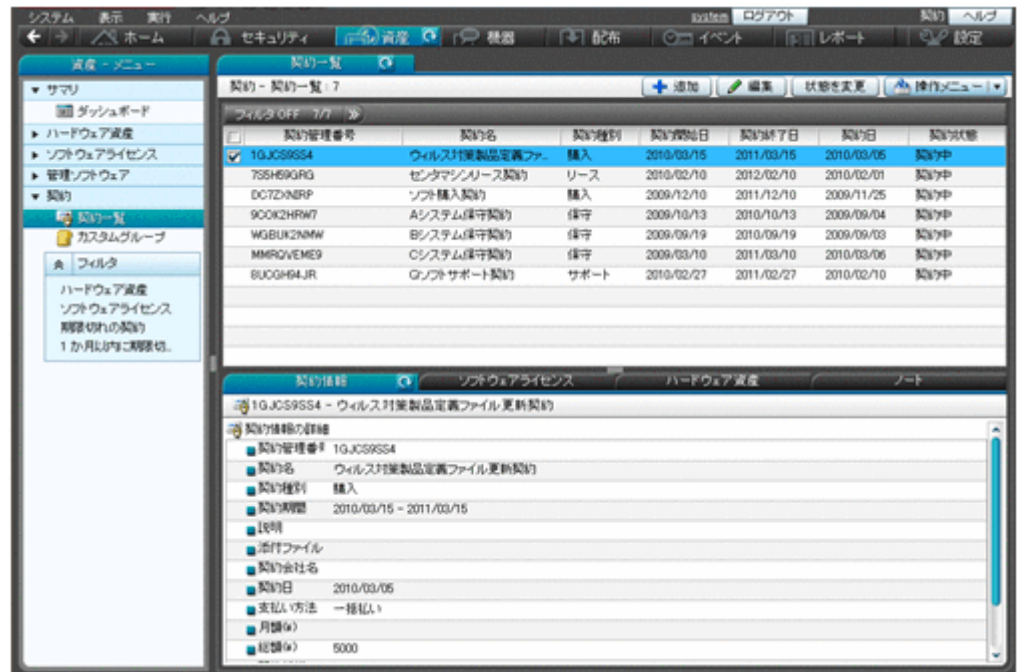 システム 表示 実行 ヘルプ system ログアウト 契約 ヘルプ
ホーム セキュリティ 資産 機器 配布 イベント レポート 設定
資産 - メニュー
サマリ
ダッシュボード
ハードウェア資産
ソフトウェアライセンス
管理ソフトウェア
契約
契約一覧
カスタムグループ
フィルタ
ハードウェア資産
ソフトウェアライセンス
期限切れの契約
1か月以内に期限切..
契約一覧
契約 - 契約一覧 : 7 追加 編集 状態を変更 操作メニュー
フィルタ OFF 7/7
契約管理番号 契約名 契約種別 契約開始日 契約終了日 契約日 契約状態
1GJCS9SS4 ウィルス対策製品定義ファ.. 購入 2010/03/15 2011/03/15 2010/03/05 契約中
7S5H59GRG センタマシンリース契約 リース 2010/02/10 2012/02/10 2010/02/01 契約中
DC7ZXNIRP ソフト購入契約 購入 2009/12/10 2011/12/10 2009/11/25 契約中
9COK2HRW7 Aシステム保守契約 保守 2009/10/13 2010/10/13 2009/09/04 契約中
WGBUK2NMW Bシステム保守契約 保守 2009/09/19 2010/09/19 2009/09/03 契約中
MMRQVEME9 Cシステム保守契約 保守 2009/03/10 2011/03/10 2010/03/06 契約中
8UCGH94JR Gソフトサポート契約 サポート 2010/02/27 2011/02/27 2010/02/10 契約中
契約情報 ソフトウェアライセンス ハードウェア資産 ノート
1GJCS9SS4 - ウィルス対策製品定義ファイル更新契約
契約情報の詳細
契約管理番号 1GJCS9SS4
契約名 ウィルス対策製品定義ファイル更新契約
契約種別 購入
契約期間 2010/03/15 - 2011/03/15
説明
添付ファイル
契約会社名
契約日 2010/03/05
支払い方法 一括払い
月額(¥)
総額(¥) 5000